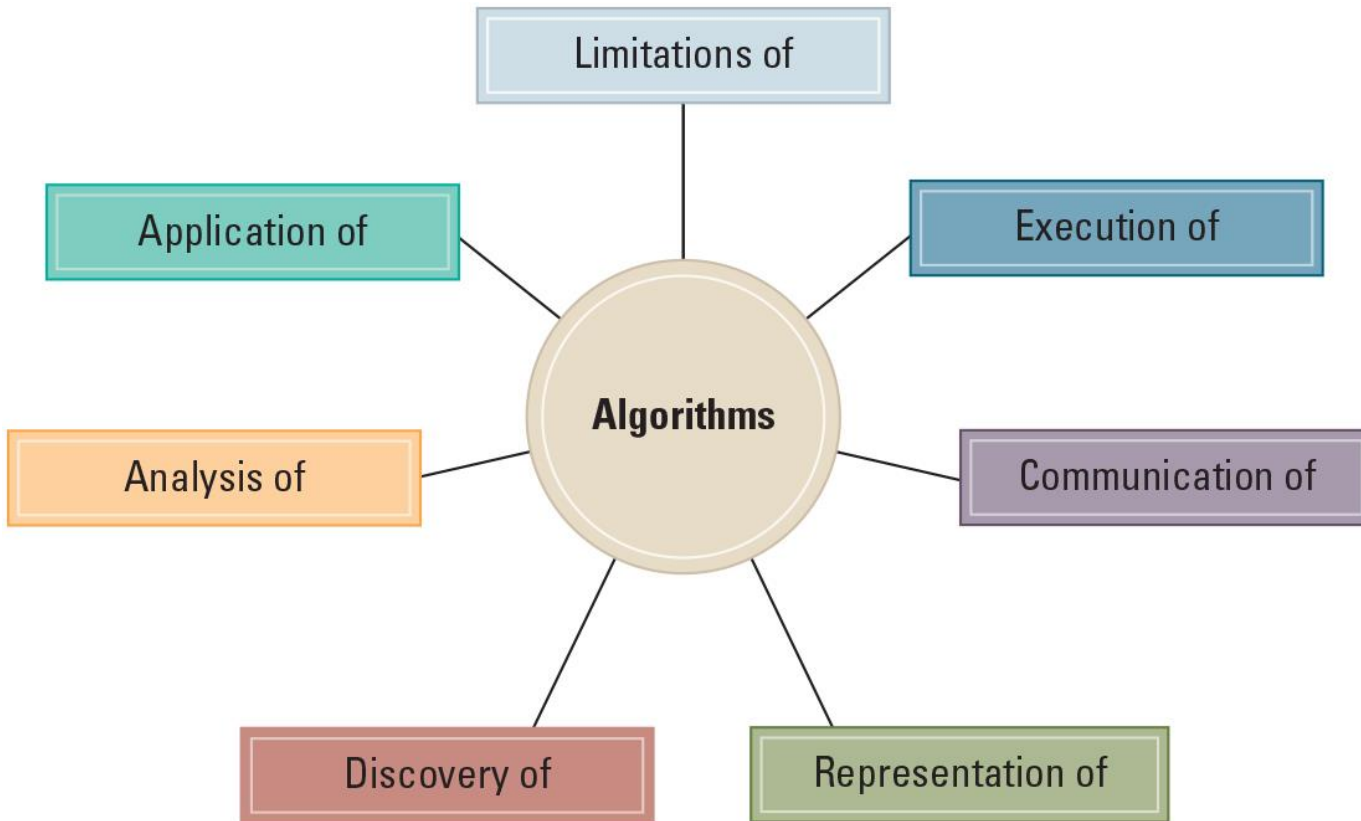 Limitations of
Application of
Execution of
Algorithms
Analysis of
Communication of
Discovery of
Representation of